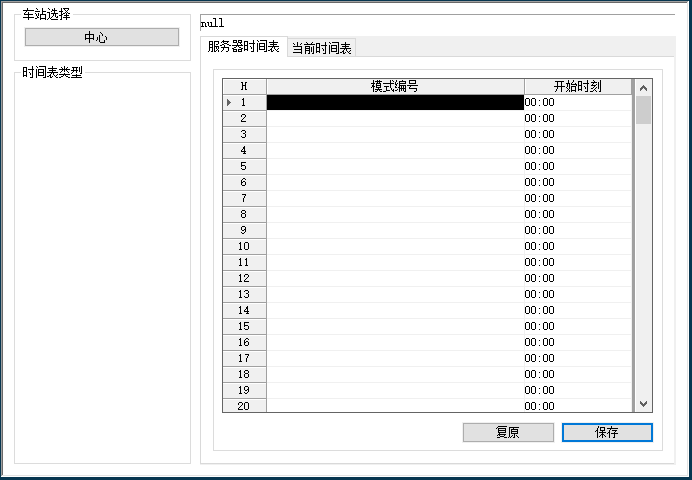 车站选择
中心
时间表类型
null
服务器时间表 当前时间表
H 模式编号 开始时刻
1 00:00
2 00:00
3 00:00
4 00:00
5 00:00
6 00:00
7 00:00
8 00:00
9 00:00
10 00:00
11 00:00
12 00:00
13 00:00
14 00:00
15 00:00
16 00:00
17 00:00
18 00:00
19 00:00
20 00:00
复原 保存